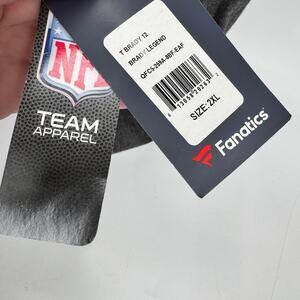 NFL
TEAM
APPAREL
T BRADY 12
BRADY LEGEND
SIZE: 2XL
Fanatics